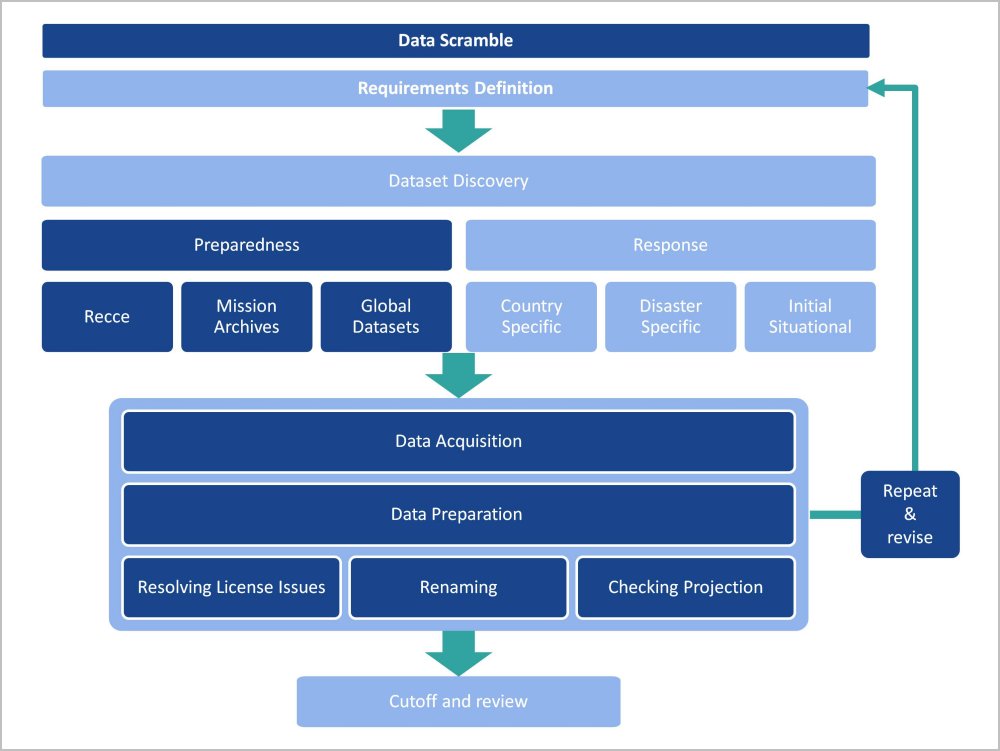 Data Scramble
Requirements Definition
Dataset Discovery
Preparedness
Response
Recce
Mission
Archives
Global
Datasets
Country
Specific
Disaster
Specific
Initial
Situational
Data Acquisition
Data Preparation
Resolving License Issues
Renaming
Checking Projection
Repeat
&
revise
Cutoff and review